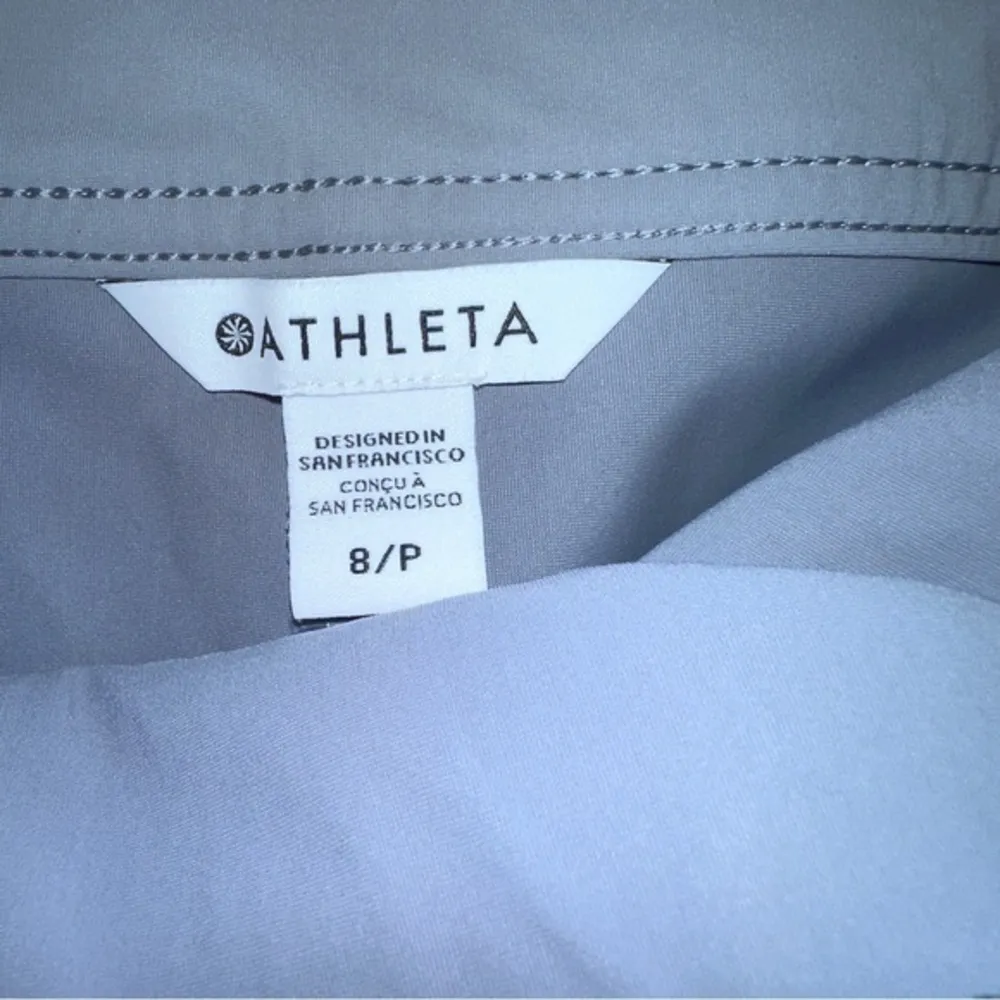 ATHLETA
DESIGNED IN
SAN FRANCISCO
CONÇU À
SAN FRANCISCO
8/P